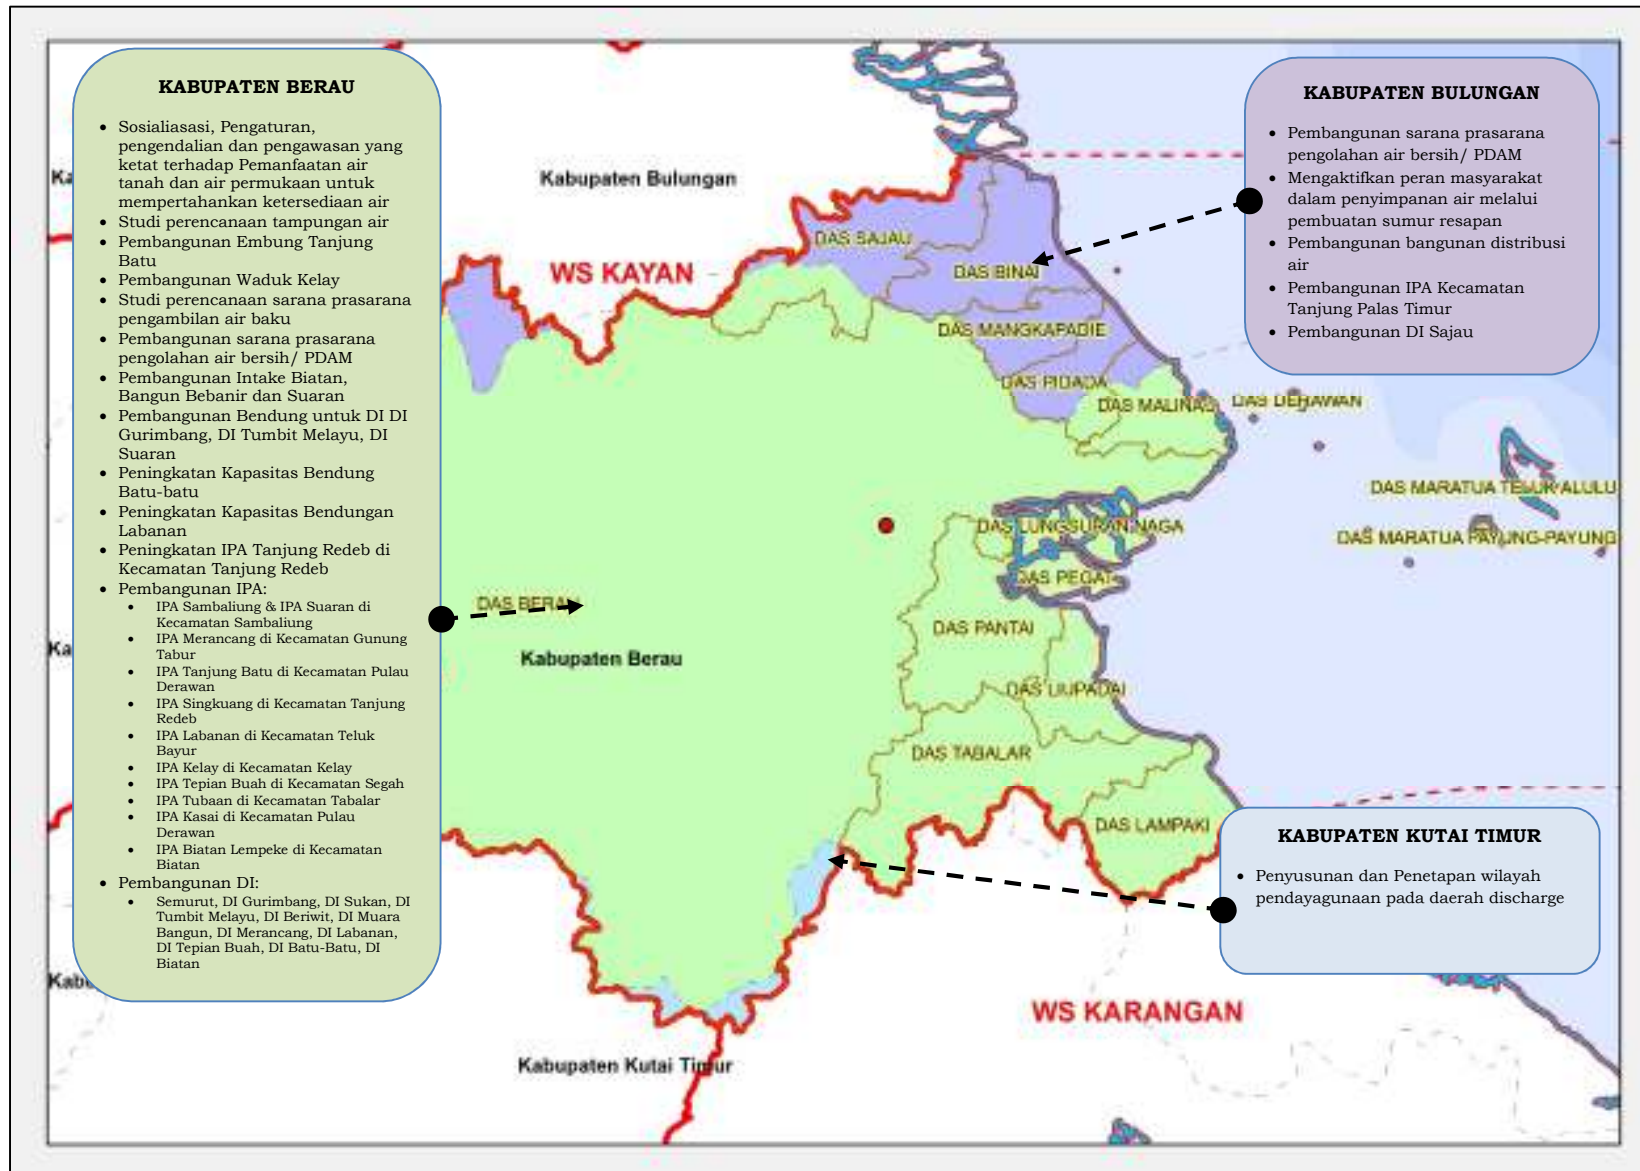 KABUPATEN BERAU
• Sosialiasasi, Pengaturan,
pengendalian dan pengawasan yang
ketat terhadap Pemanfaatan air
tanah dan air permukaan untuk
mempertahankan ketersediaan air
• Studi perencanaan tampungan air
• Pembangunan Embung Tanjung
Batu
• Pembangunan Waduk Kelay
• Studi perencanaan sarana prasarana
pengambilan air baku
• Pembangunan sarana prasarana
pengolahan air bersih/ PDAM
• Pembangunan Intake Biatan,
Bangun Bebanir dan Suaran
• Pembangunan Bendung untuk DI DI
Gurimbang, DI Tumbit Melayu, DI
Suaran
• Peningkatan Kapasitas Bendung
Batu-batu
• Peningkatan Kapasitas Bendungan
Labanan
• Peningkatan IPA Tanjung Redeb di
Kecamatan Tanjung Redeb
• Pembangunan IPA:
• IPA Sambaliung & IPA Suaran di
Kecamatan Sambaliung
• IPA Merancang di Kecamatan Gunung
Tabur
• IPA Tanjung Batu di Kecamatan Pulau
Derawan
• IPA Singkuang di Kecamatan Tanjung
Redeb
• IPA Labanan di Kecamatan Teluk
Bayur
• IPA Kelay di Kecamatan Kelay
• IPA Tepian Buah di Kecamatan Segah
• IPA Tubaan di Kecamatan Tabalar
• IPA Kasai di Kecamatan Pulau
Derawan
• IPA Biatan Lempeke di Kecamatan
Biatan
• Pembangunan DI:
• Semurut, DI Gurimbang, DI Sukan, DI
Tumbit Melayu, DI Beriwit, DI Muara
Bangun, DI Merancang, DI Labanan,
DI Tepian Buah, DI Batu-Batu, DI
Biatan
KABUPATEN BULUNGAN
• Pembangunan sarana prasarana
pengolahan air bersih/ PDAM
• Mengaktifkan peran masyarakat
dalam penyimpanan air melalui
pembuatan sumur resapan
• Pembangunan bangunan distribusi
air
• Pembangunan IPA Kecamatan
Tanjung Palas Timur
• Pembangunan DI Sajau
Kabupaten Bulungan
DAS SAJAU
WS KAYAN
DAS BINAI
DAS MANGKAPADIE
DAS PIDADA
DAS MALINAU
DAS DERAWAN
DAS MARATUA TELUK ALULU
DAS LUNGSURAN NAGA
DAS MARATUA PAYUNG-PAYUNG
DAS PEGAT
DAS BERAU
DAS PANTAI
Kabupaten Berau
DAS ULIUPADAI
DAS TABALAR
DAS LAMPAKI
KABUPATEN KUTAI TIMUR
• Penyusunan dan Penetapan wilayah
pendayagunaan pada daerah discharge
WS KARANGAN
Kabupaten Kutai Timur